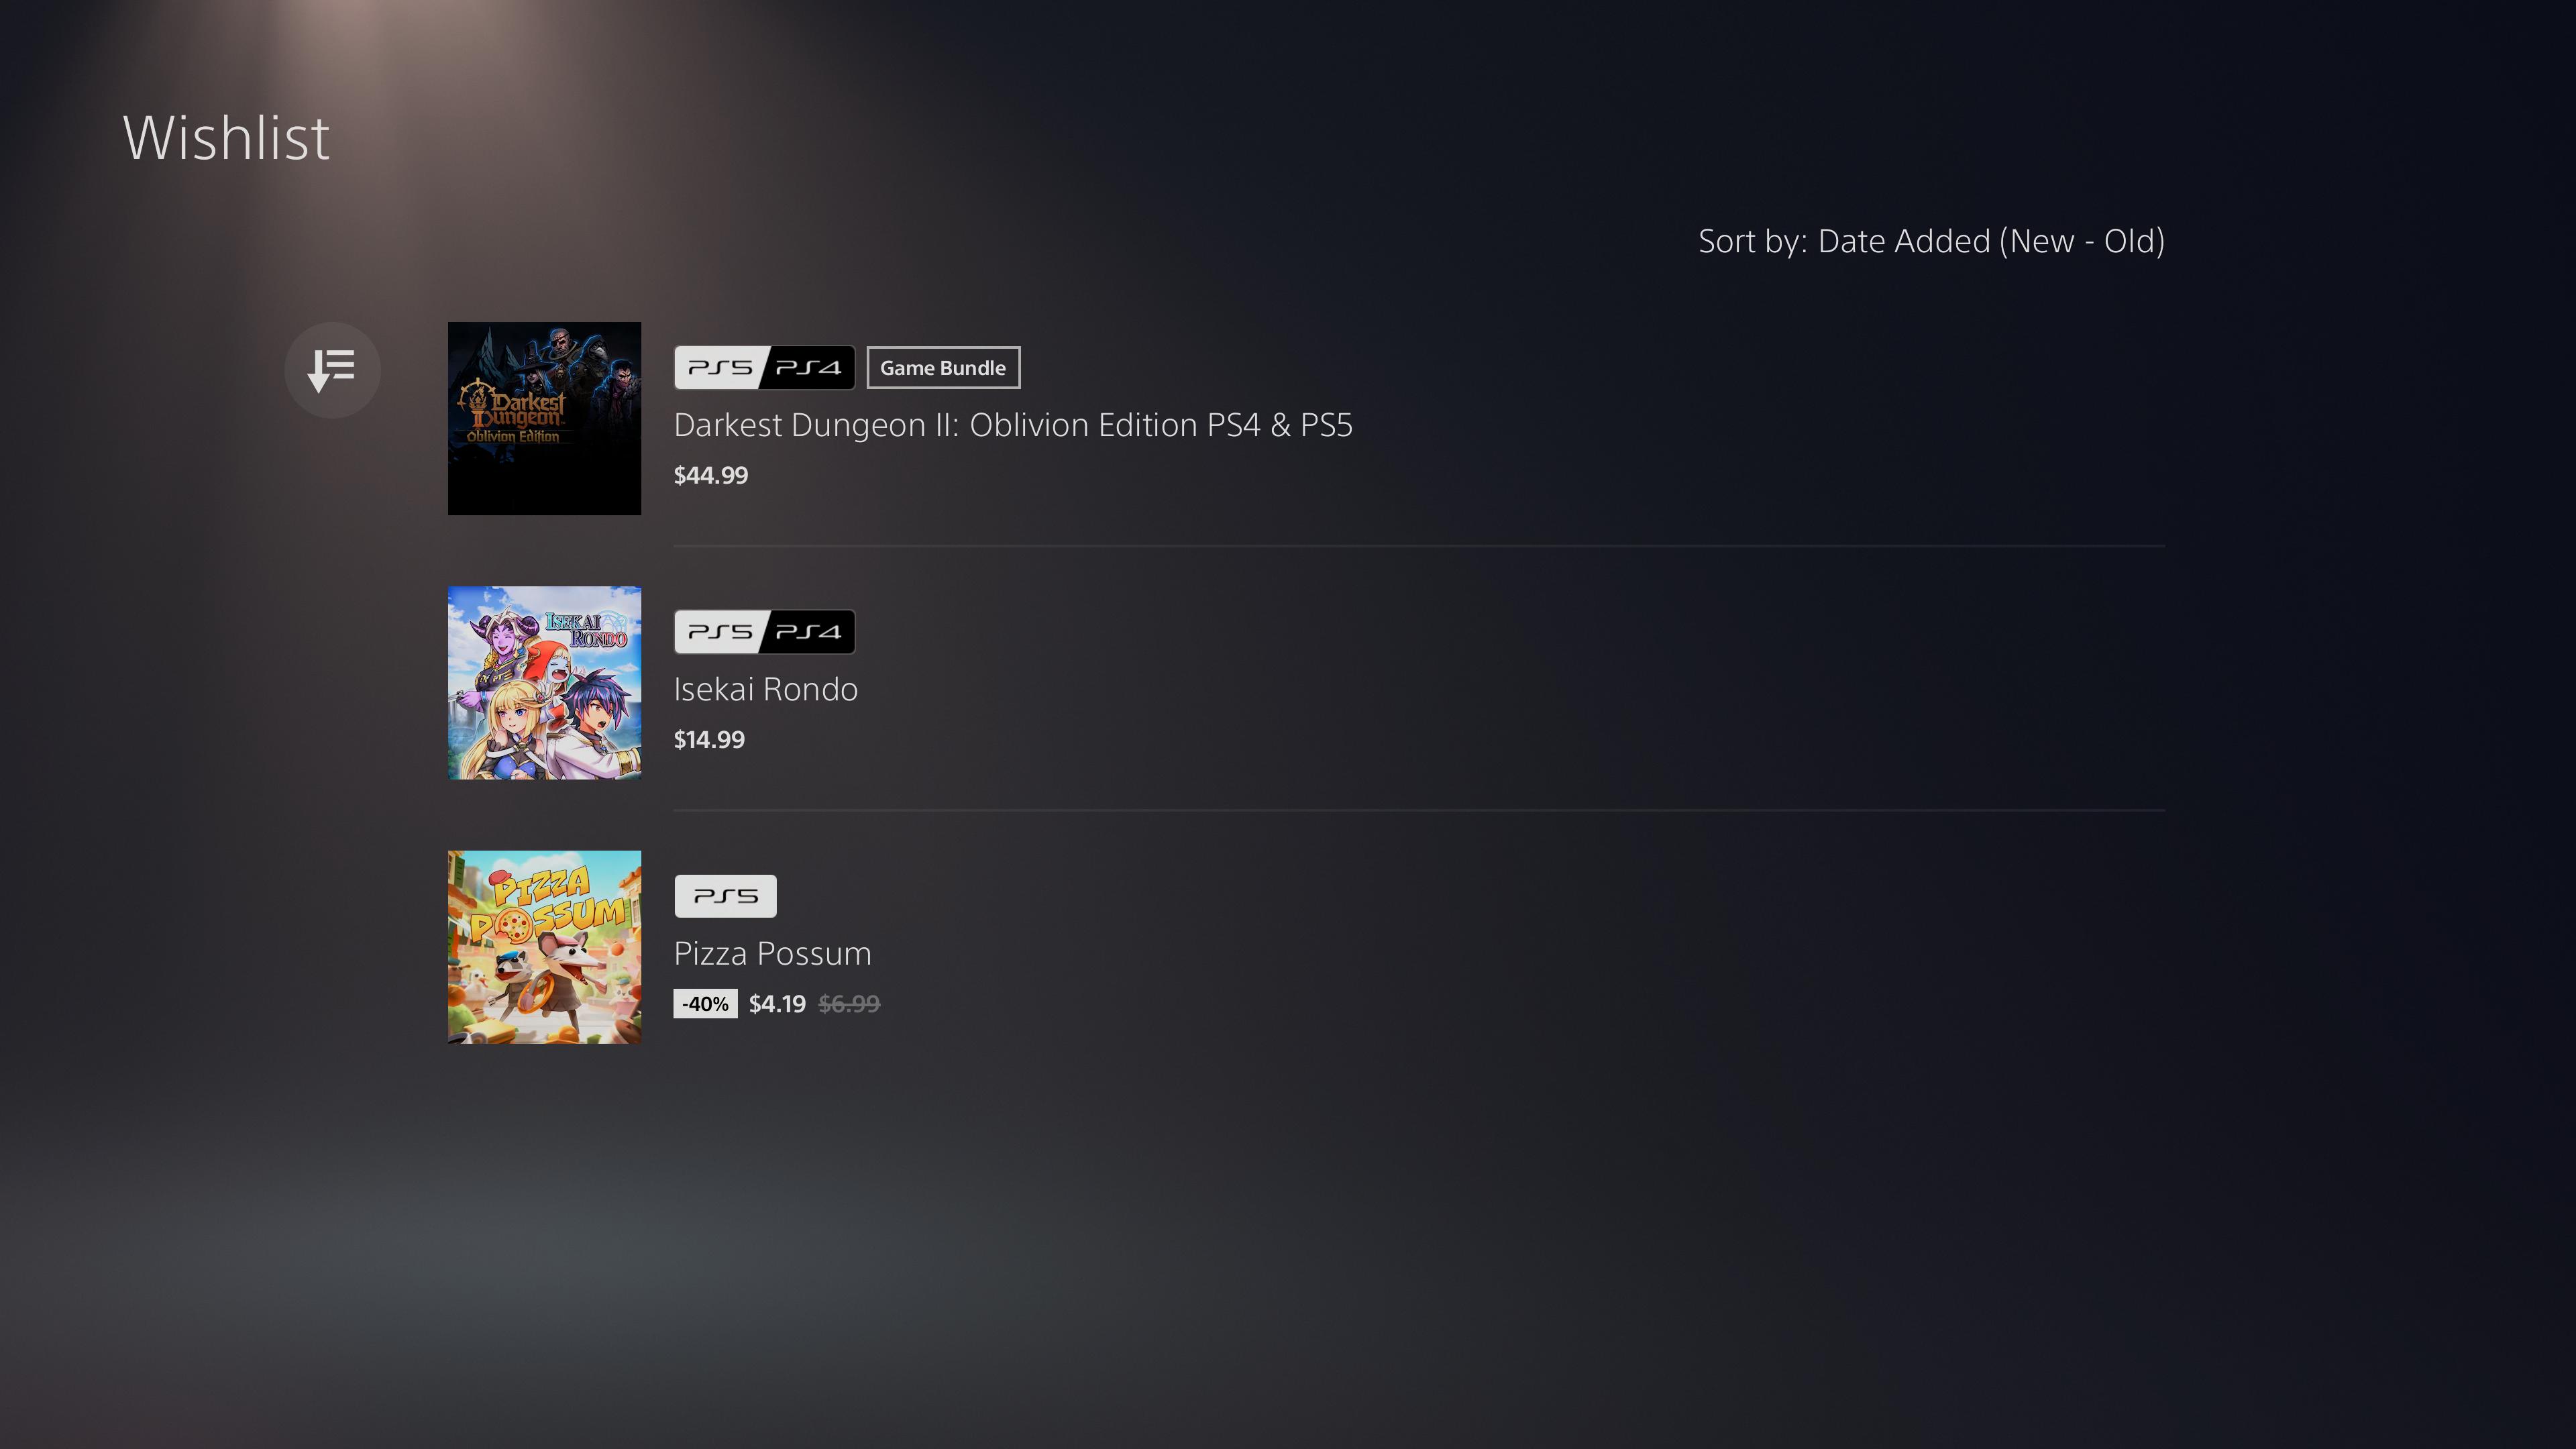 Wishlist
Sort by: Date Added (New - Old)
Darkest
Dungeon
Oblivion Edition
PS5 PS4 Game Bundle
Darkest Dungeon II: Oblivion Edition PS4 & PS5
$44.99
ISEKAI
RONDO
PS5 PS4
Isekai Rondo
$14.99
PIZZA
POSSUM
PS5
Pizza Possum
-40% $4.19 $6.99